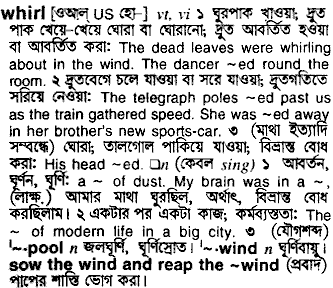 whirl [ওআল্ US হো-] vt, vi ১ ঘুরপাক খাওয়া; দ্রুত
পাক খেয়ে-খেয়ে ঘোরা বা ঘোরানো; দ্রুত আবর্তিত হওয়া
বা আবর্তিত করা: The dead leaves were whirling
about in the wind. The dancer ~ed round the
room. ২ দ্রুতবেগে চলে যাওয়া বা সরে যাওয়া; দ্রুতগতিতে
সরিয়ে নেওয়া: The telegraph poles ~ed past us
as the train gathered speed. She was ~ed away
in her brother's new sports-car. ৩ (মাথা ইত্যাদি
সম্বন্ধে) ঘোরা; তালগোল পাকিয়ে যাওয়া; বিভ্রান্ত বোধ
করা: His head ~ed. □n (কেবল sing) ১ আবর্তন,
ঘূর্ণন, ঘূর্ণি: a ~ of dust. My brain was in a ~,
(লাক্ষ.) আমার মাথা ঘুরছিল, অর্থাৎ, বিভ্রান্ত বোধ
করছিলাম। ২ একটার পর একটা কাজ; কর্মব্যস্ততা: The
~ of modern life in a big city. ৩ (যৌগশব্দ)
'~-pool n জলঘূর্ণি, ঘূর্ণিস্রোত। '~-wind n ঘূর্ণিবায়ু।
sow the wind and reap the ~wind (প্রবাদ)
পাপের শাস্তি ভোগ করা।